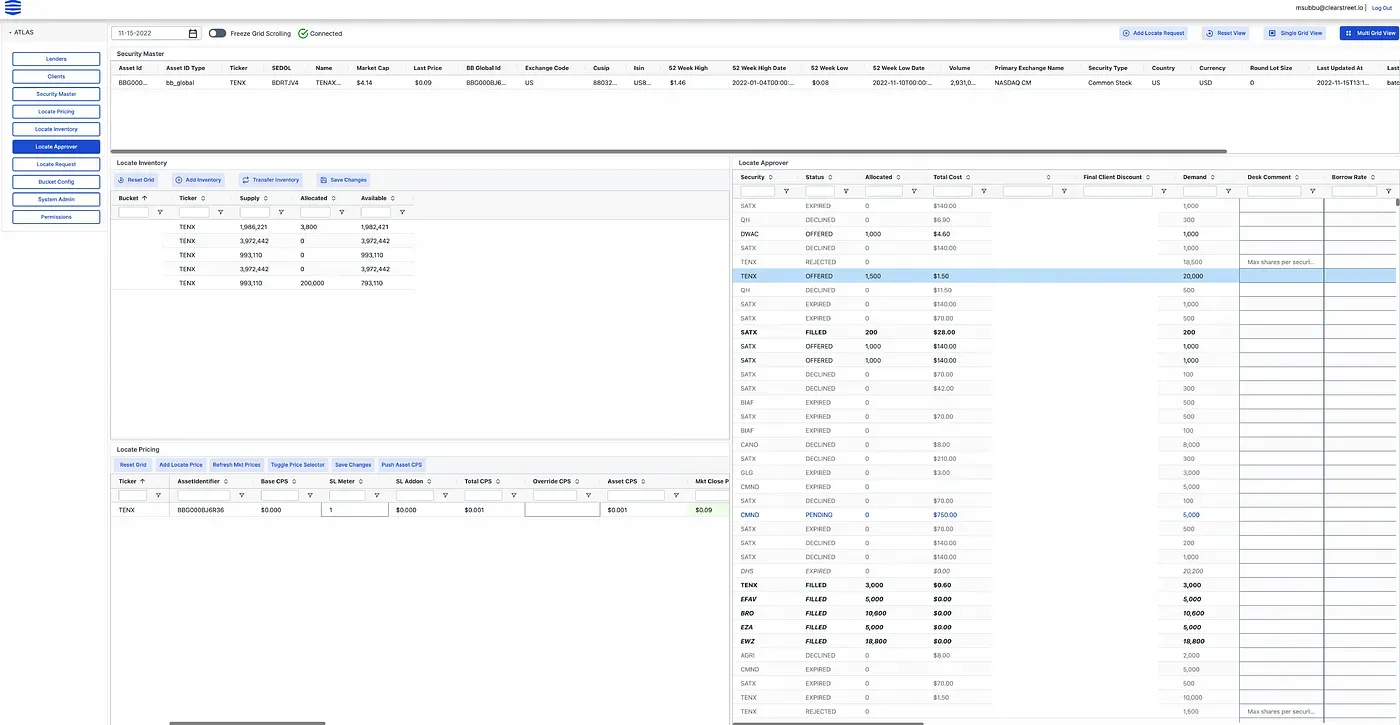 msubbu@clearstreet.io | Log Out
ATLAS
Lenders
Clients
Security Master
Locate Pricing
Locate Inventory
Locate Approver
Locate Request
Bucket Config
System Admin
Permissions
11-15-2022 Freeze Grid Scrolling Connected Add Locate Request Reset View Single Grid View Multi Grid View
Security Master
Asset Id Asset ID Type Ticker SEDOL Name Market Cap Last Price BB Global Id Exchange Code Cusip Isin 52 Week High 52 Week High Date 52 Week Low 52 Week Low Date Volume Primary Exchange Name Security Type Country Currency Round Lot Size Last Updated At Last
BBG000... bb_global TENX BDRTJV4 TENAX... $4.14 $0.09 BBG000BJ6... US 88032... US8... $1.46 2022-01-04T00:00:... $0.08 2022-11-10T00:00:... 2,931,0... NASDAQ CM Common Stock US USD 0 2022-11-15T13:1... batc
Locate Inventory
Reset Grid Add Inventory Transfer Inventory Save Changes
Bucket Ticker Supply Allocated Available
TENX 1,986,221 3,800 1,982,421
TENX 3,972,442 0 3,972,442
TENX 993,110 0 993,110
TENX 3,972,442 0 3,972,442
TENX 993,110 200,000 793,110
Locate Pricing
Reset Grid Add Locate Price Refresh Mkt Prices Toggle Price Selector Save Changes Push Asset CPS
Ticker AssetIdentifier Base CPS SL Meter SL Addon Total CPS Override CPS Asset CPS Mkt Close P
TENX BBG000BJ6R36 $0.000 1 $0.000 $0.001 $0.001 $0.09
Locate Approver
Security Status Allocated Total Cost Final Client Discount Demand Desk Comment Borrow Rate
SATX EXPIRED 0 $140.00 1,000
QH DECLINED 0 $6.90 300
DWAC OFFERED 1,000 $4.60 1,000
SATX DECLINED 0 $140.00 1,000
TENX REJECTED 0 18,500 Max shares per securi...
TENX OFFERED 1,500 $1.50 20,000
QH DECLINED 0 $11.50 500
SATX EXPIRED 0 $140.00 1,000
SATX EXPIRED 0 $70.00 500
SATX FILLED 200 $28.00 200
SATX OFFERED 1,000 $140.00 1,000
SATX OFFERED 1,000 $140.00 1,000
SATX DECLINED 0 $70.00 100
SATX DECLINED 0 $42.00 300
BIAF EXPIRED 0 500
SATX EXPIRED 0 $70.00 500
BIAF EXPIRED 0 100
CANO DECLINED 0 $8.00 8,000
SATX DECLINED 0 $210.00 300
GLG EXPIRED 0 $3.00 3,000
CMND EXPIRED 0 5,000
SATX DECLINED 0 $70.00 100
CMND PENDING 0 $750.00 5,000
SATX EXPIRED 0 $70.00 500
SATX DECLINED 0 $140.00 200
SATX EXPIRED 0 $140.00 1,000
DHS EXPIRED 0 $0.00 20,200
TENX FILLED 3,000 $0.60 3,000
EFAV FILLED 5,000 $0.00 5,000
BRO FILLED 10,600 $0.00 10,600
EZA FILLED 5,000 $0.00 5,000
EWZ FILLED 18,800 $0.00 18,800
AGRI DECLINED 0 $8.00 2,000
CMND EXPIRED 0 5,000
SATX EXPIRED 0 $70.00 500
TENX EXPIRED 0 $1.50 10,000
TENX REJECTED 0 1,500 Max shares per securi...